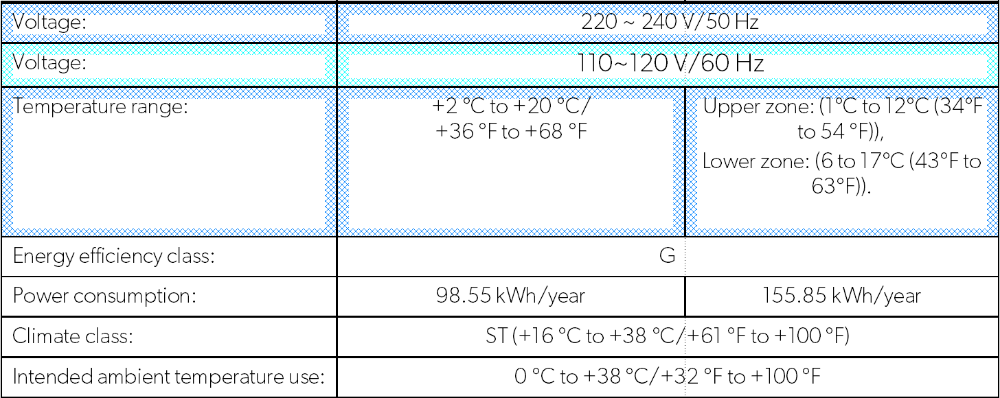 Voltage: 220 ~ 240 V/50 Hz
Voltage: 110~120 V/60 Hz
Temperature range:
+2 °C to +20 °C/
+36 °F to +68 °F
Upper zone: (1°C to 12°C (34°F
to 54 °F)),
Lower zone: (6 to 17°C (43°F to
63°F)).
Energy efficiency class: G
Power consumption: 98.55 kWh/year 155.85 kWh/year
Climate class: ST (+16 °C to +38 °C/+61 °F to +100 °F)
Intended ambient temperature use: 0 °C to +38 °C/+32 °F to +100 °F